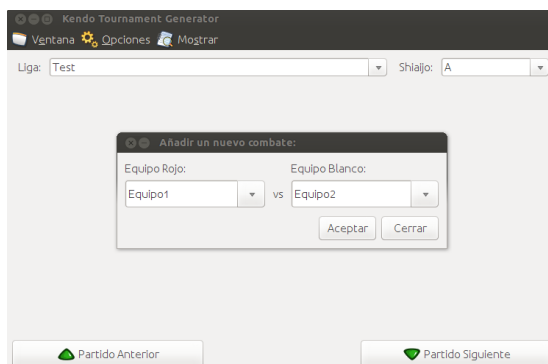 Kendo Tournament Generator
Ventana Opciones Mostrar
Liga: Test Shiaijo: A
Añadir un nuevo combate:
Equipo Rojo: Equipo Blanco:
Equipo1 vs Equipo2
Aceptar Cerrar
Partido Anterior Partido Siguiente